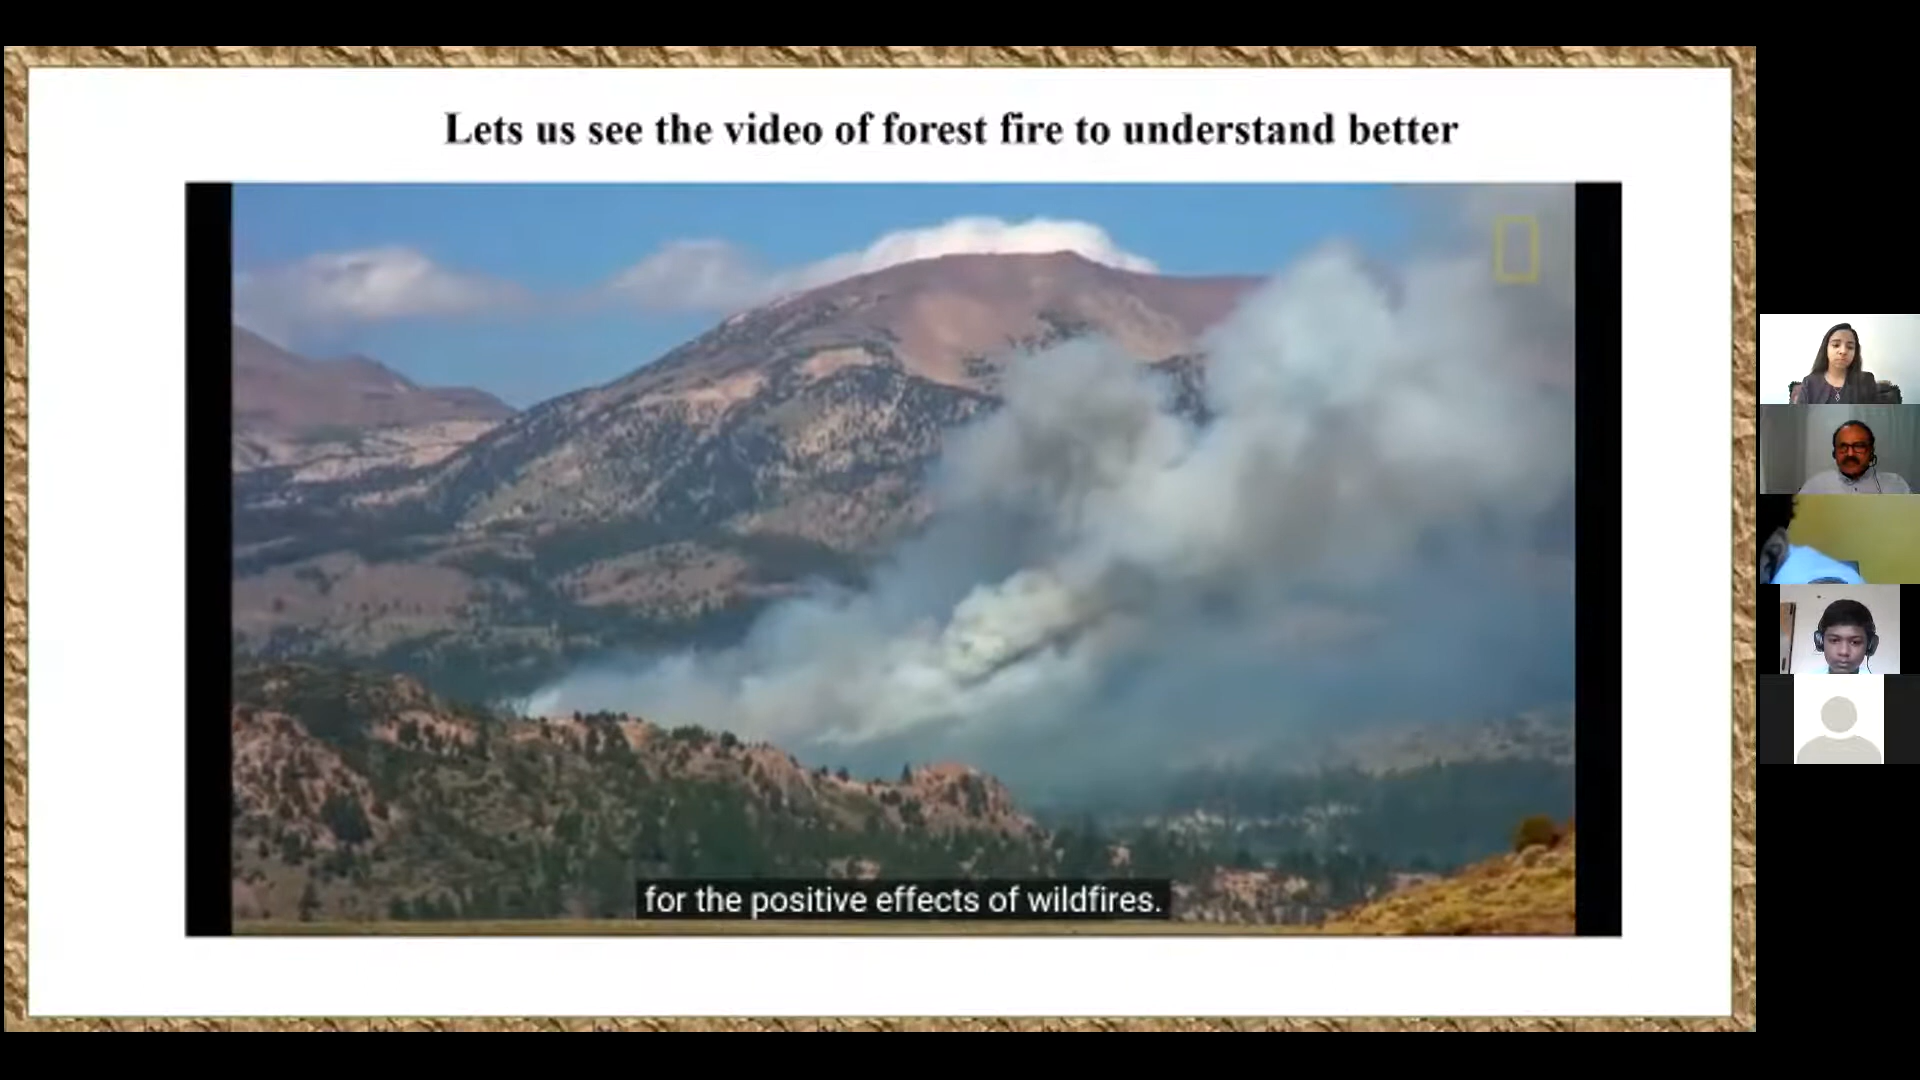 Lets us see the video of forest fire to understand better
for the positive effects of wildfires.